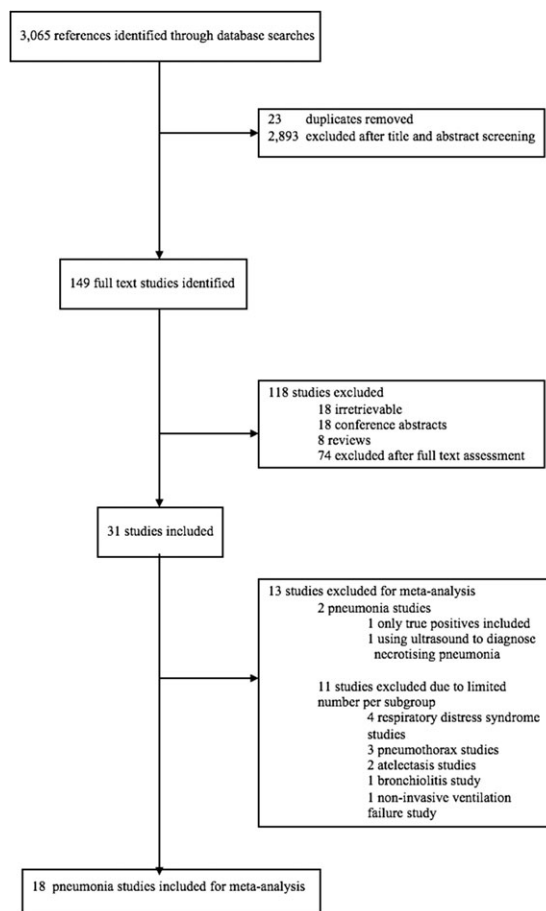 3,065 references identified through database searches
23 duplicates removed
2,893 excluded after title and abstract screening
149 full text studies identified
118 studies excluded
18 irretrievable
18 conference abstracts
8 reviews
74 excluded after full text assessment
31 studies included
13 studies excluded for meta-analysis
2 pneumonia studies
1 only true positives included
1 using ultrasound to diagnose
necrotising pneumonia
11 studies excluded due to limited
number per subgroup
4 respiratory distress syndrome
studies
3 pneumothorax studies
2 atelectasis studies
1 bronchiolitis study
1 non-invasive ventilation
failure study
18 pneumonia studies included for meta-analysis